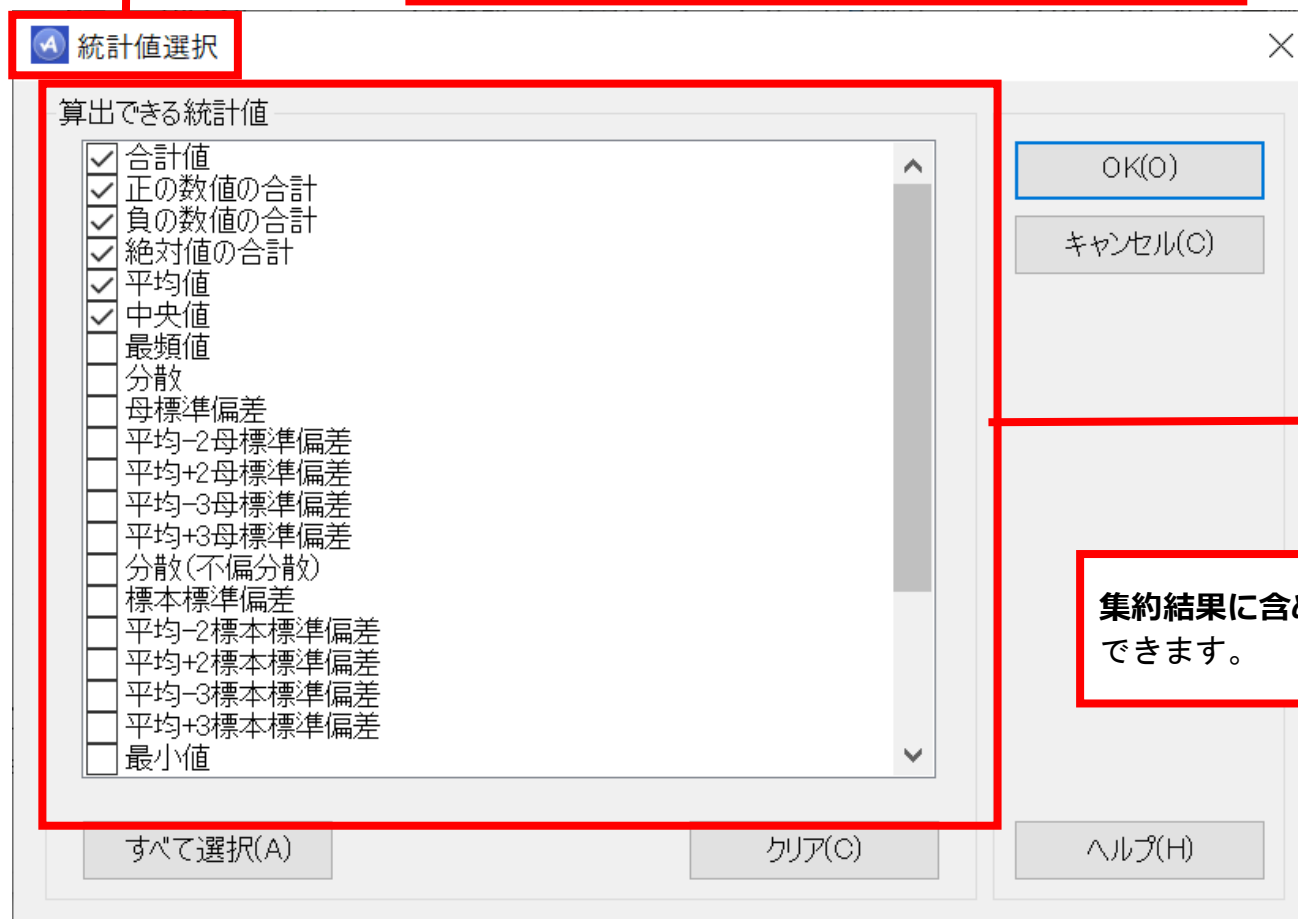 統計値選択
算出できる統計値
合計値
正の数値の合計
負の数値の合計
絶対値の合計
平均値
中央値
最頻値
分散
母標準偏差
平均-2母標準偏差
平均+2母標準偏差
平均-3母標準偏差
平均+3母標準偏差
分散(不偏分散)
標本標準偏差
平均-2標本標準偏差
平均+2標本標準偏差
平均-3標本標準偏差
平均+3標本標準偏差
最小値
すべて選択(A)
クリア(C)
OK(O)
キャンセル(C)
集約結果に含
できます。
ヘルプ(H)